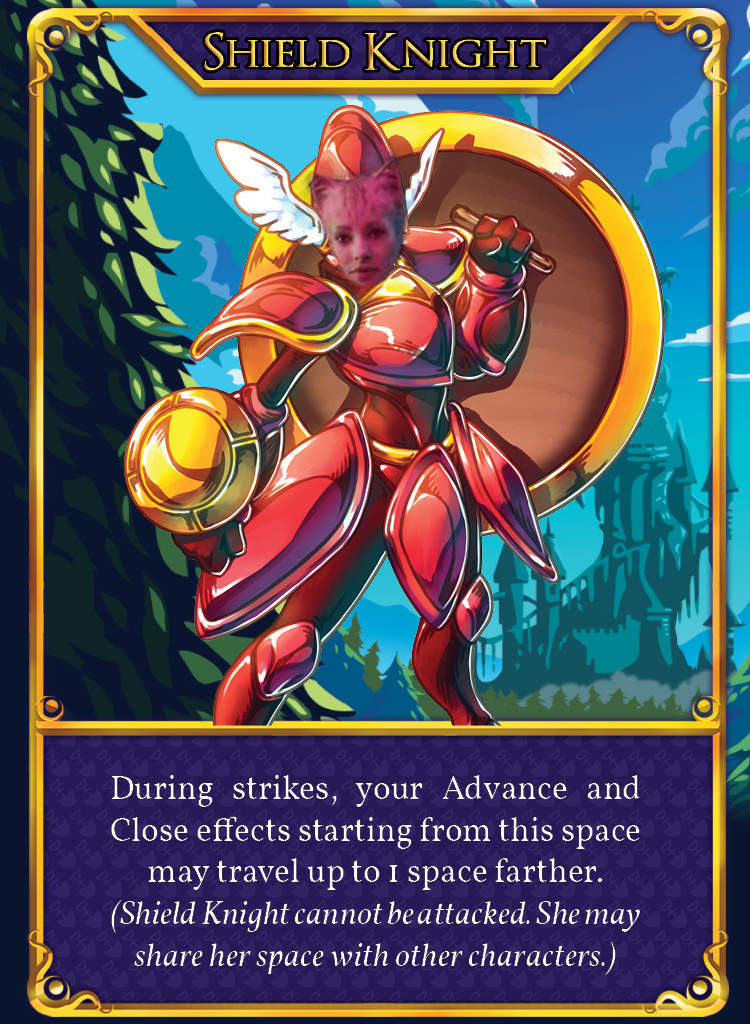 Shield Knight
During strikes, your Advance and
Close effects starting from this space
may travel up to 1 space farther.
(Shield Knight cannot be attacked. She may
share her space with other characters.)